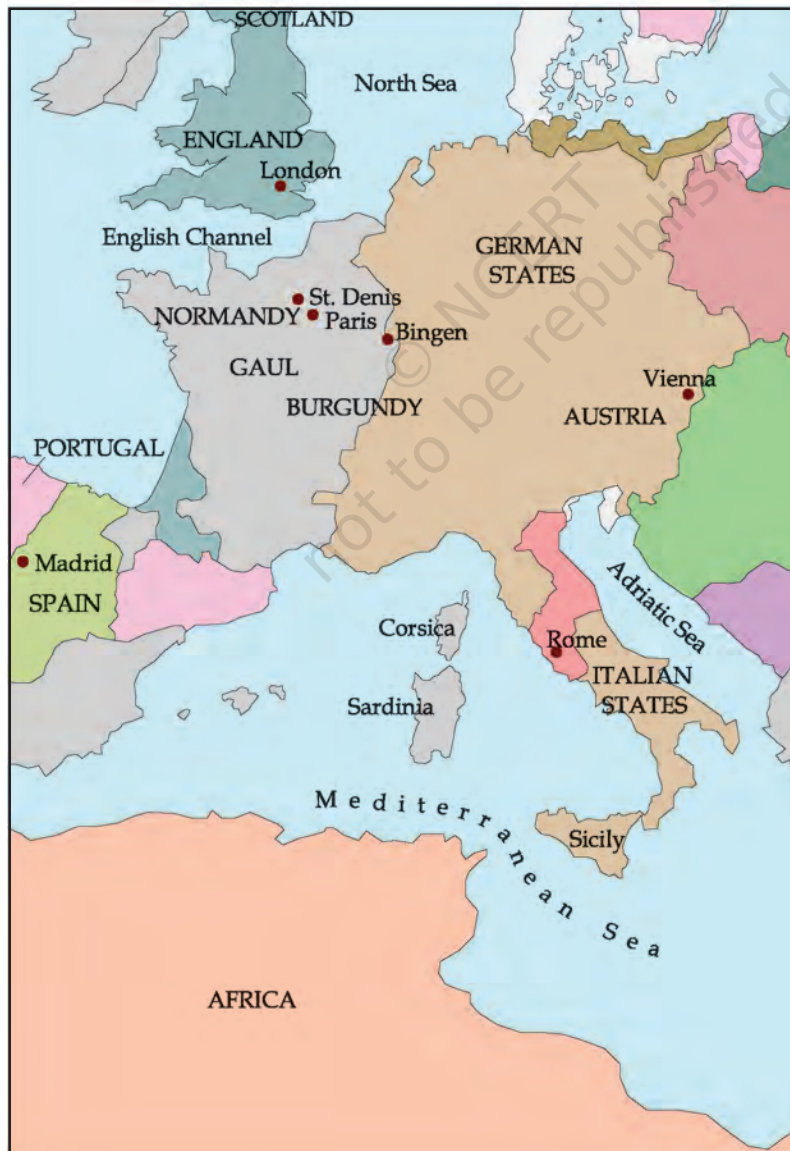 SCOTLAND
North Sea
ENGLAND
London
English Channel
GERMAN
STATES
St. Denis
NORMANDY
Paris
Bingen
GAUL
Vienna
BURGUNDY
AUSTRIA
PORTUGAL
Madrid
SPAIN
Adriatic Sea
Corsica
Rome
ITALIAN
STATES
Sardinia
Mediterranean Sea
Sicily
AFRICA
© NCERT
not to be republished